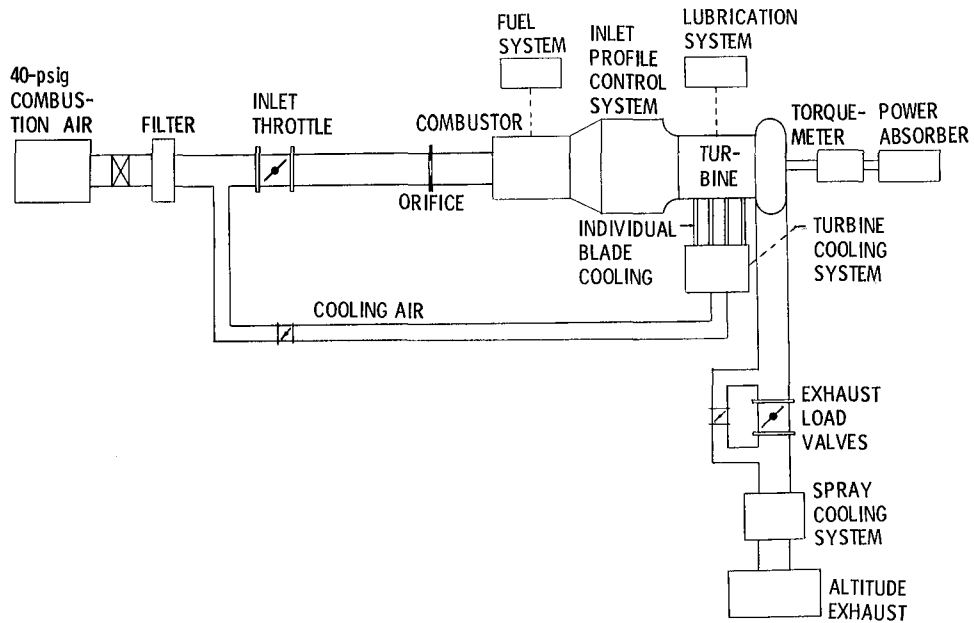 FUEL
SYSTEM
INLET
PROFILE
CONTROL
SYSTEM
LUBRICATION
SYSTEM
40-psig
COMBUS-
TION AIR
FILTER
INLET
THROTTLE
COMBUSTOR
TORQUE-
METER
POWER
ABSORBER
TUR-
BINE
ORIFICE
INDIVIDUAL
BLADE
COOLING
TURBINE
COOLING
SYSTEM
COOLING AIR
EXHAUST
LOAD
VALVES
SPRAY
COOLING
SYSTEM
ALTITUDE
EXHAUST